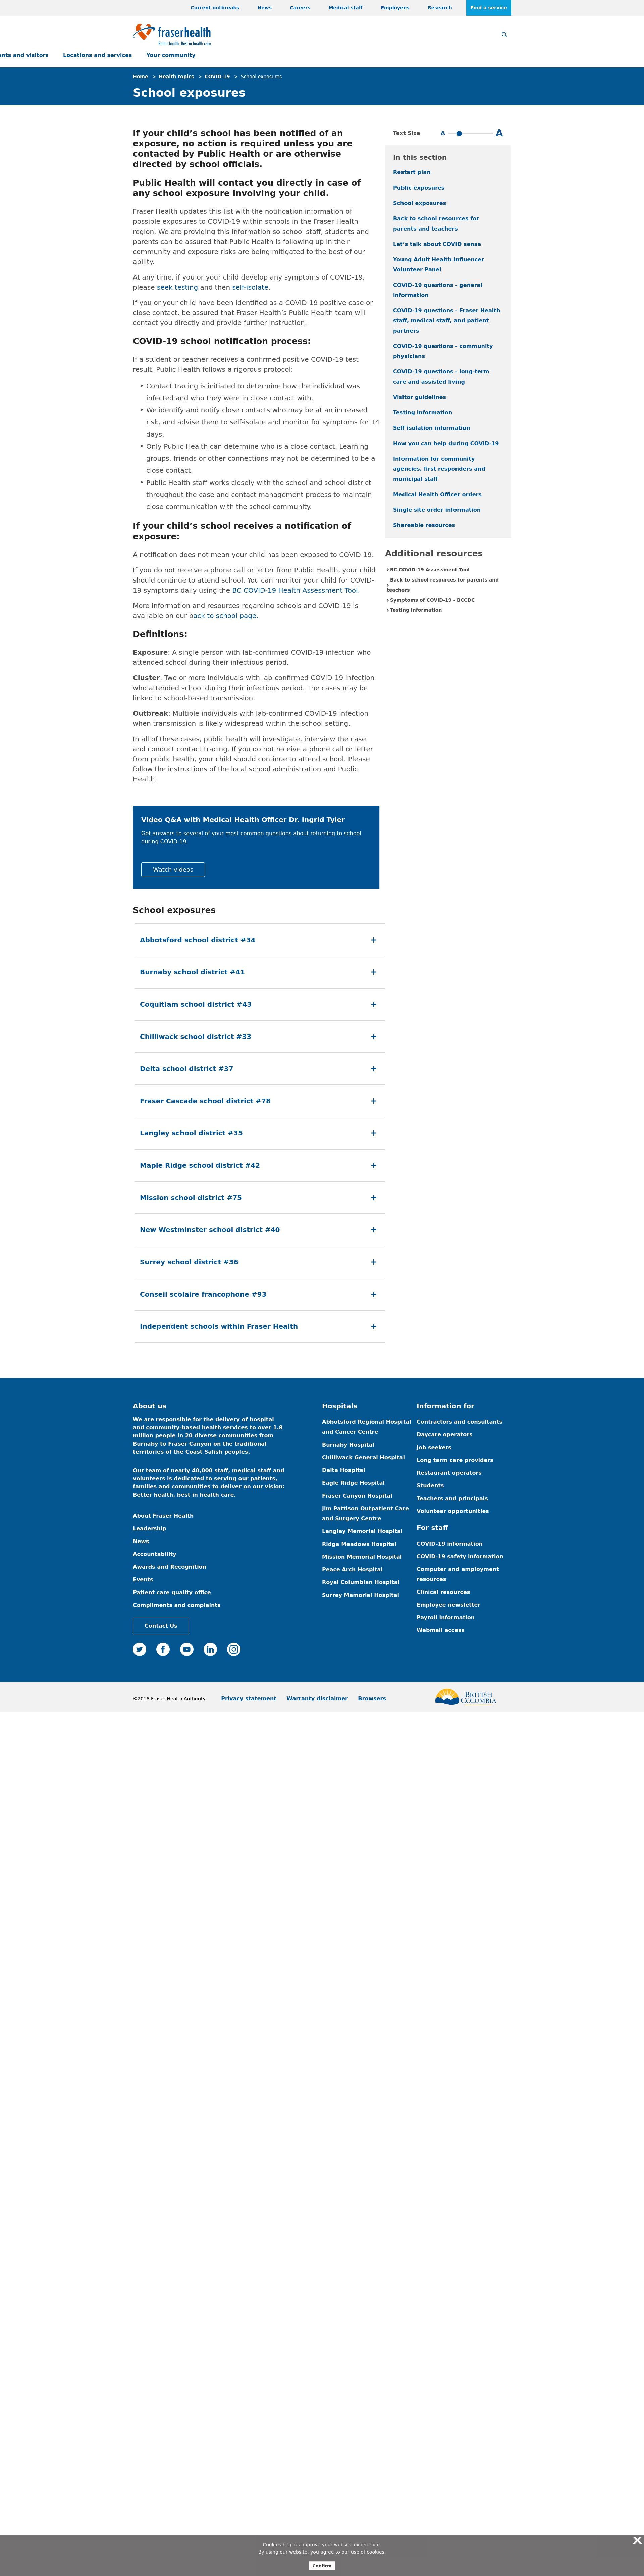 Current outbreaks News Careers Medical staff Employees Research Find a service
fraserhealth
Better health. Best in health care.
ents and visitors Locations and services Your community
Home > Health topics > COVID-19 > School exposures
School exposures
If your child’s school has been notified of an
exposure, no action is required unless you are
contacted by Public Health or are otherwise
directed by school officials.
Public Health will contact you directly in case of
any school exposure involving your child.
Fraser Health updates this list with the notification information of
possible exposures to COVID-19 within schools in the Fraser Health
region. We are providing this information so school staff, students and
parents can be assured that Public Health is following up in their
community and exposure risks are being mitigated to the best of our
ability.
At any time, if you or your child develop any symptoms of COVID-19,
please seek testing and then self-isolate.
If you or your child have been identified as a COVID-19 positive case or
close contact, be assured that Fraser Health’s Public Health team will
contact you directly and provide further instruction.
COVID-19 school notification process:
If a student or teacher receives a confirmed positive COVID-19 test
result, Public Health follows a rigorous protocol:
• Contact tracing is initiated to determine how the individual was
infected and who they were in close contact with.
• We identify and notify close contacts who may be at an increased
risk, and advise them to self-isolate and monitor for symptoms for 14
days.
• Only Public Health can determine who is a close contact. Learning
groups, friends or other connections may not be determined to be a
close contact.
• Public Health staff works closely with the school and school district
throughout the case and contact management process to maintain
close communication with the school community.
If your child’s school receives a notification of
exposure:
A notification does not mean your child has been exposed to COVID-19.
If you do not receive a phone call or letter from Public Health, your child
should continue to attend school. You can monitor your child for COVID-
19 symptoms daily using the BC COVID-19 Health Assessment Tool.
More information and resources regarding schools and COVID-19 is
available on our back to school page.
Definitions:
Exposure: A single person with lab-confirmed COVID-19 infection who
attended school during their infectious period.
Cluster: Two or more individuals with lab-confirmed COVID-19 infection
who attended school during their infectious period. The cases may be
linked to school-based transmission.
Outbreak: Multiple individuals with lab-confirmed COVID-19 infection
when transmission is likely widespread within the school setting.
In all of these cases, public health will investigate, interview the case
and conduct contact tracing. If you do not receive a phone call or letter
from public health, your child should continue to attend school. Please
follow the instructions of the local school administration and Public
Health.
Video Q&A with Medical Health Officer Dr. Ingrid Tyler
Get answers to several of your most common questions about returning to school
during COVID-19.
Watch videos
School exposures
Abbotsford school district #34 +
Burnaby school district #41 +
Coquitlam school district #43 +
Chilliwack school district #33 +
Delta school district #37 +
Fraser Cascade school district #78 +
Langley school district #35 +
Maple Ridge school district #42 +
Mission school district #75 +
New Westminster school district #40 +
Surrey school district #36 +
Conseil scolaire francophone #93 +
Independent schools within Fraser Health +
Text Size A A
In this section
Restart plan
Public exposures
School exposures
Back to school resources for
parents and teachers
Let’s talk about COVID sense
Young Adult Health Influencer
Volunteer Panel
COVID-19 questions - general
information
COVID-19 questions - Fraser Health
staff, medical staff, and patient
partners
COVID-19 questions - community
physicians
COVID-19 questions - long-term
care and assisted living
Visitor guidelines
Testing information
Self isolation information
How you can help during COVID-19
Information for community
agencies, first responders and
municipal staff
Medical Health Officer orders
Single site order information
Shareable resources
Additional resources
› BC COVID-19 Assessment Tool
› Back to school resources for parents and
teachers
› Symptoms of COVID-19 - BCCDC
› Testing information
About us
We are responsible for the delivery of hospital
and community-based health services to over 1.8
million people in 20 diverse communities from
Burnaby to Fraser Canyon on the traditional
territories of the Coast Salish peoples.
Our team of nearly 40,000 staff, medical staff and
volunteers is dedicated to serving our patients,
families and communities to deliver on our vision:
Better health, best in health care.
About Fraser Health
Leadership
News
Accountability
Awards and Recognition
Events
Patient care quality office
Compliments and complaints
Contact Us
Hospitals
Abbotsford Regional Hospital
and Cancer Centre
Burnaby Hospital
Chilliwack General Hospital
Delta Hospital
Eagle Ridge Hospital
Fraser Canyon Hospital
Jim Pattison Outpatient Care
and Surgery Centre
Langley Memorial Hospital
Ridge Meadows Hospital
Mission Memorial Hospital
Peace Arch Hospital
Royal Columbian Hospital
Surrey Memorial Hospital
Information for
Contractors and consultants
Daycare operators
Job seekers
Long term care providers
Restaurant operators
Students
Teachers and principals
Volunteer opportunities
For staff
COVID-19 information
COVID-19 safety information
Computer and employment
resources
Clinical resources
Employee newsletter
Payroll information
Webmail access
©2018 Fraser Health Authority Privacy statement Warranty disclaimer Browsers
BRITISH
COLUMBIA
Cookies help us improve your website experience.
By using our website, you agree to our use of cookies.
Confirm